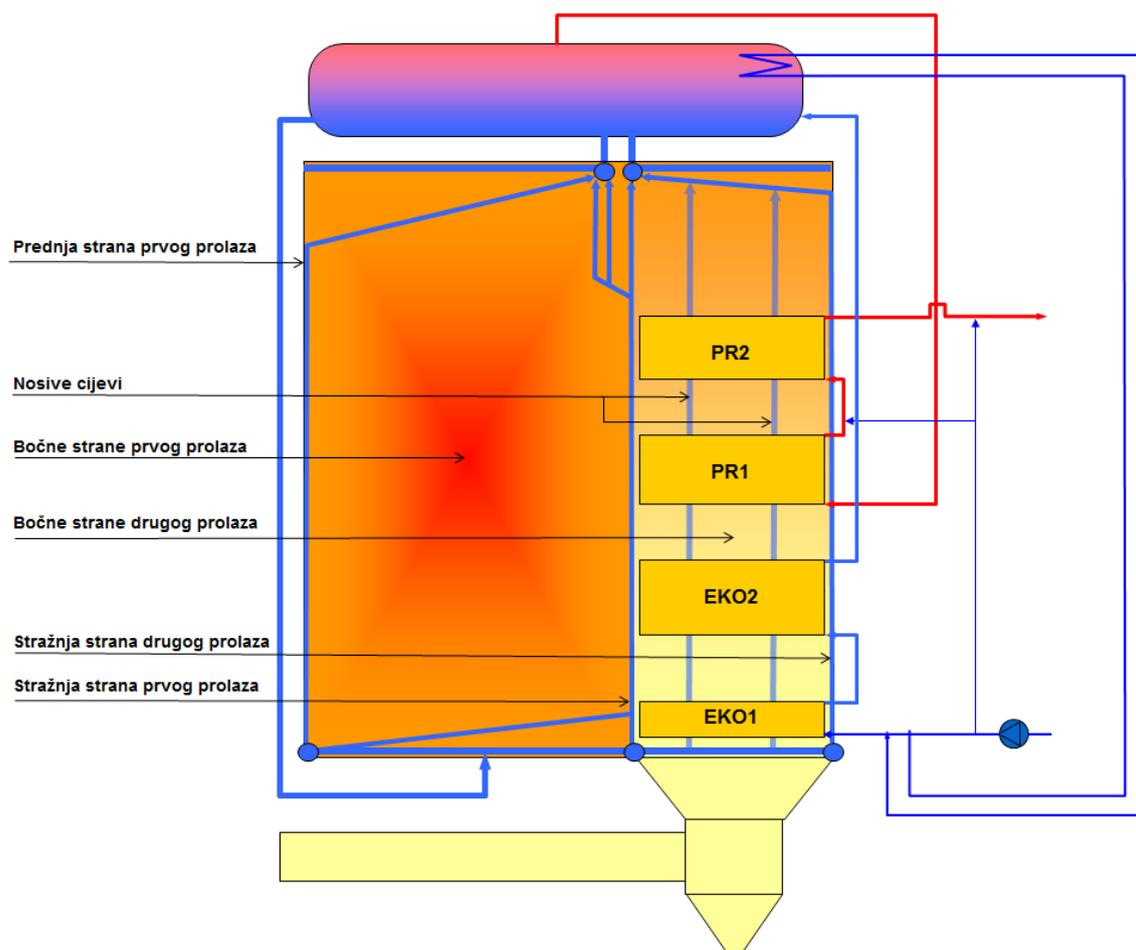 Prednja strana prvog prolaza
PR2
Nosive cijevi
Bočne strane prvog prolaza
PR1
Bočne strane drugog prolaza
EKO2
Stražnja strana drugog prolaza
Stražnja strana prvog prolaza
EKO1